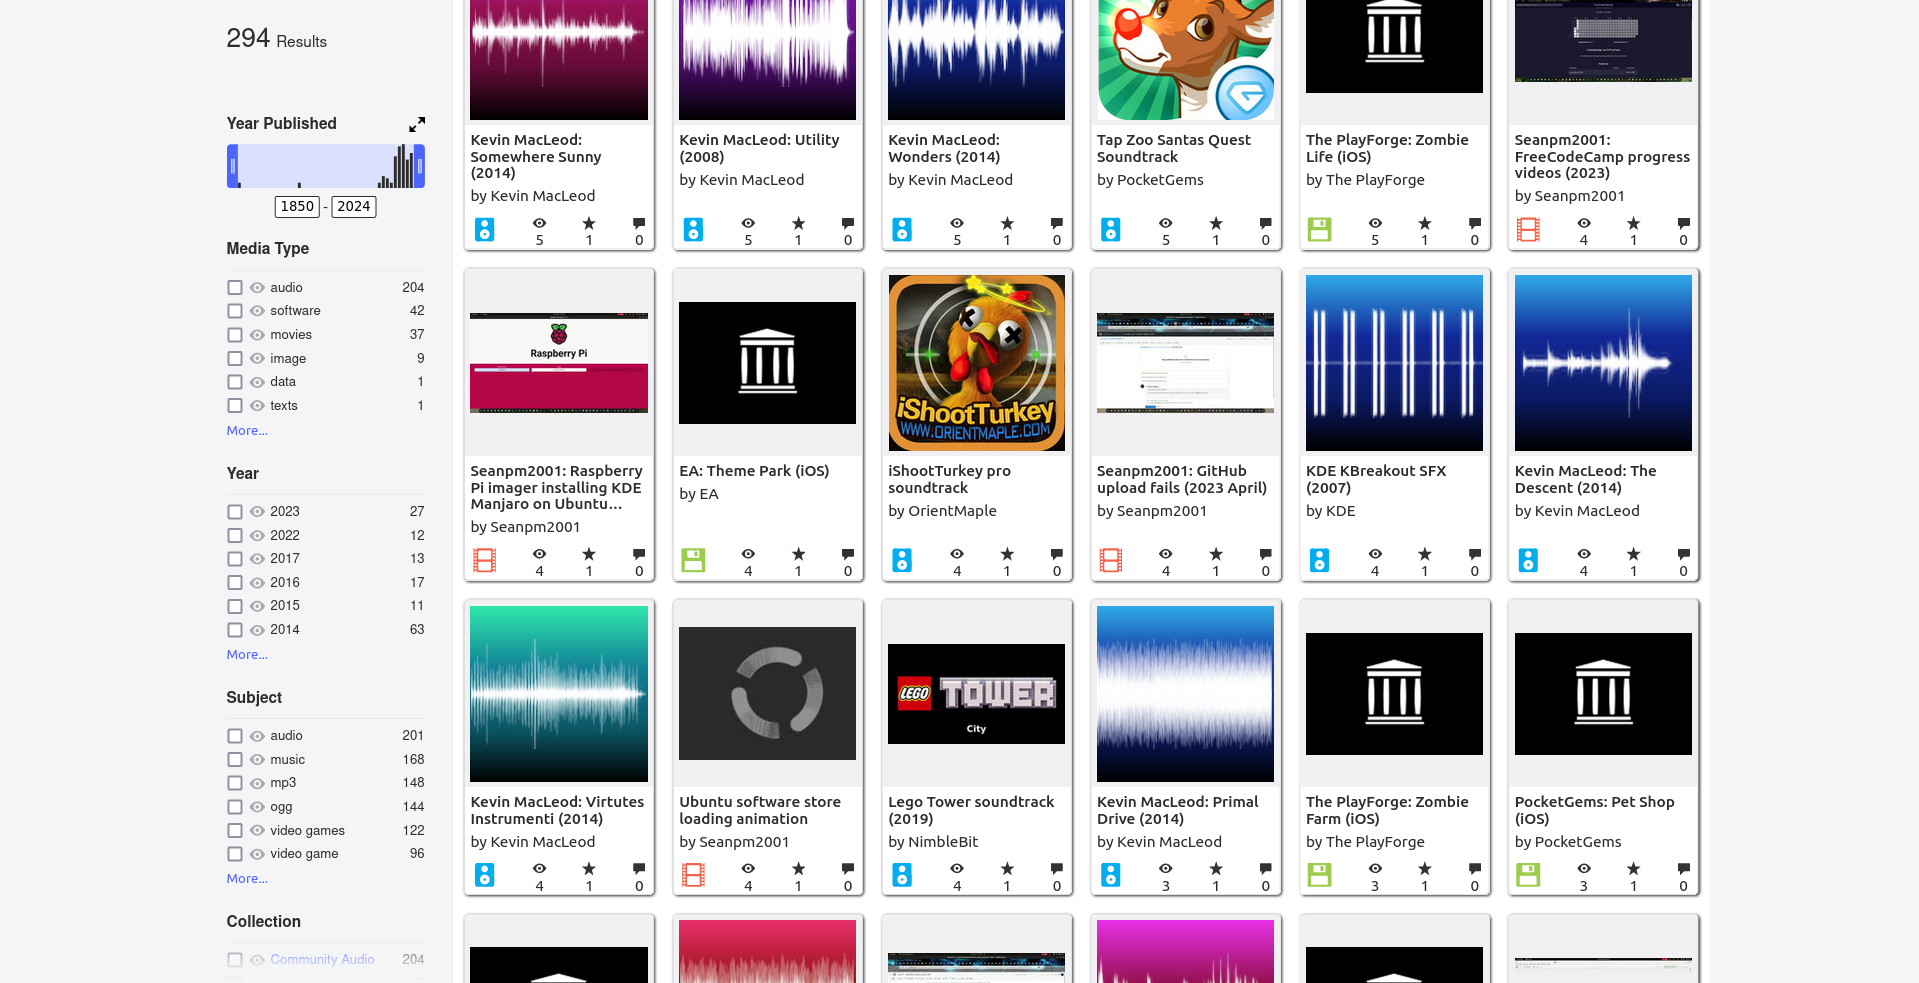 294 Results
Year Published
1850 - 2024
Media Type
audio 204
software 42
movies 37
image 9
data 1
texts 1
More...
Year
2023 27
2022 12
2017 13
2016 17
2015 11
2014 63
More...
Subject
audio 201
music 168
mp3 148
ogg 144
video games 122
video game 96
More...
Collection
Community Audio 204
Kevin MacLeod:
Somewhere Sunny
(2014)
by Kevin MacLeod
5 1 0
Kevin MacLeod: Utility
(2008)
by Kevin MacLeod
5 1 0
Kevin MacLeod:
Wonders (2014)
by Kevin MacLeod
5 1 0
Tap Zoo Santas Quest
Soundtrack
by PocketGems
5 1 0
The PlayForge: Zombie
Life (iOS)
by The PlayForge
5 1 0
Seanpm2001:
FreeCodeCamp progress
videos (2023)
by Seanpm2001
4 1 0
Raspberry Pi
Seanpm2001: Raspberry
Pi imager installing KDE
Manjaro on Ubuntu...
by Seanpm2001
4 1 0
EA: Theme Park (iOS)
by EA
4 1 0
iShootTurkey
WWW.ORIENTMAPLE.COM
iShootTurkey pro
soundtrack
by OrientMaple
4 1 0
Seanpm2001: GitHub
upload fails (2023 April)
by Seanpm2001
4 1 0
KDE KBreakout SFX
(2007)
by KDE
4 1 0
Kevin MacLeod: The
Descent (2014)
by Kevin MacLeod
4 1 0
Kevin MacLeod: Virtutes
Instrumenti (2014)
by Kevin MacLeod
4 1 0
Ubuntu software store
loading animation
by Seanpm2001
4 1 0
LEGO TOWER
City
Lego Tower soundtrack
(2019)
by NimbleBit
4 1 0
Kevin MacLeod: Primal
Drive (2014)
by Kevin MacLeod
3 1 0
The PlayForge: Zombie
Farm (iOS)
by The PlayForge
3 1 0
PocketGems: Pet Shop
(iOS)
by PocketGems
3 1 0